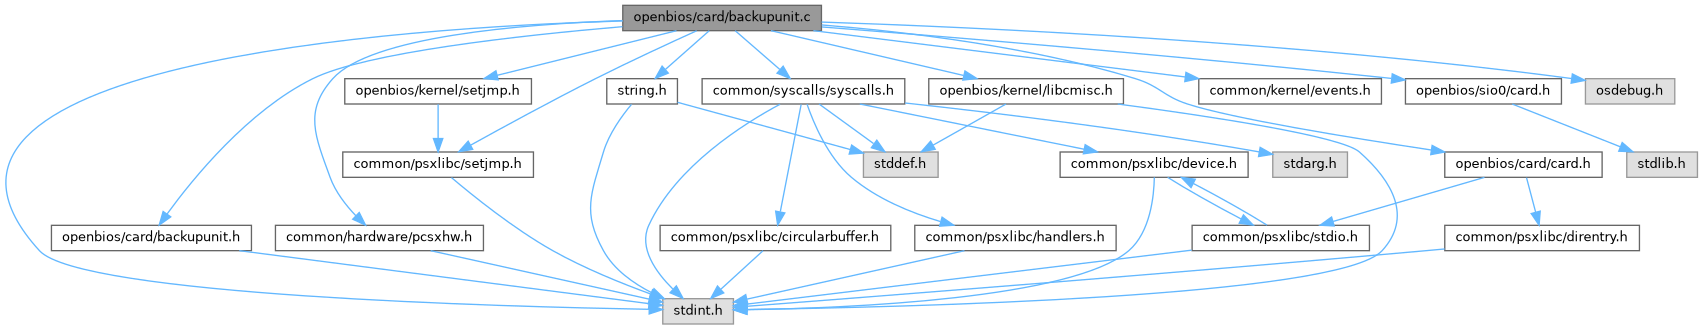 openbios/card/backupunit.c
openbios/kernel/setjmp.h
string.h
common/syscalls/syscalls.h
openbios/kernel/libcmisc.h
common/kernel/events.h
openbios/sio0/card.h
osdebug.h
common/psxlibc/setjmp.h
stddef.h
common/psxlibc/device.h
stdarg.h
openbios/card/card.h
stdlib.h
openbios/card/backupunit.h
common/hardware/pcsxhw.h
common/psxlibc/circularbuffer.h
common/psxlibc/handlers.h
common/psxlibc/stdio.h
common/psxlibc/direntry.h
stdint.h